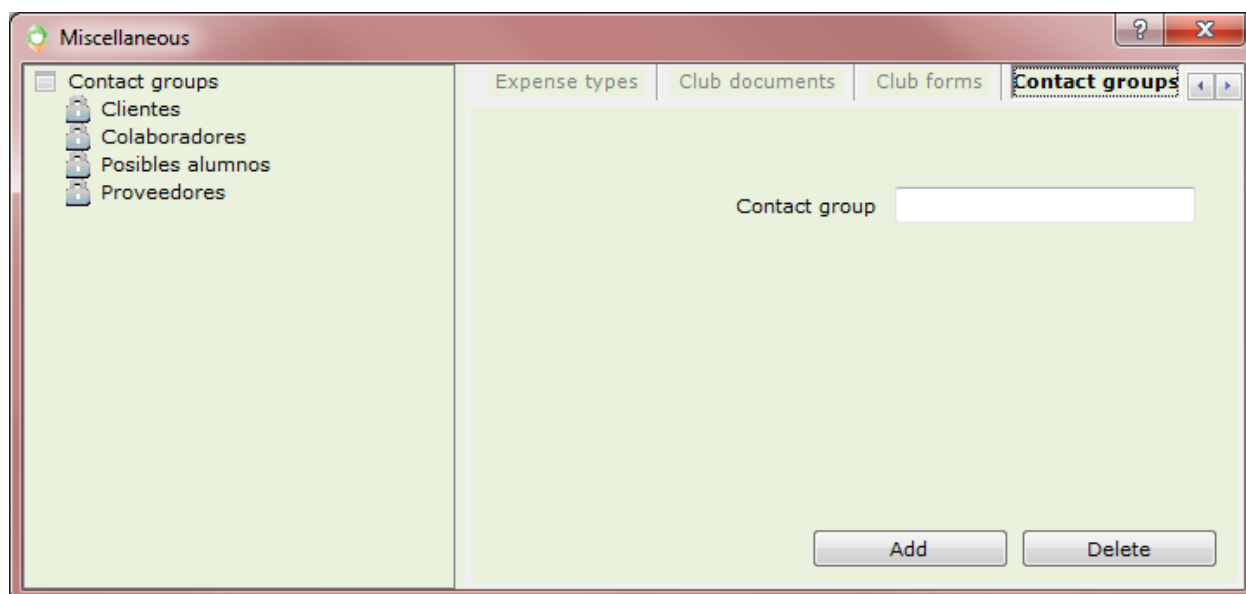 Miscellaneous
?
Contact groups
Clientes
Colaboradores
Posibles alumnos
Proveedores
Expense types
Club documents
Club forms
Contact groups
Contact group
Add
Delete